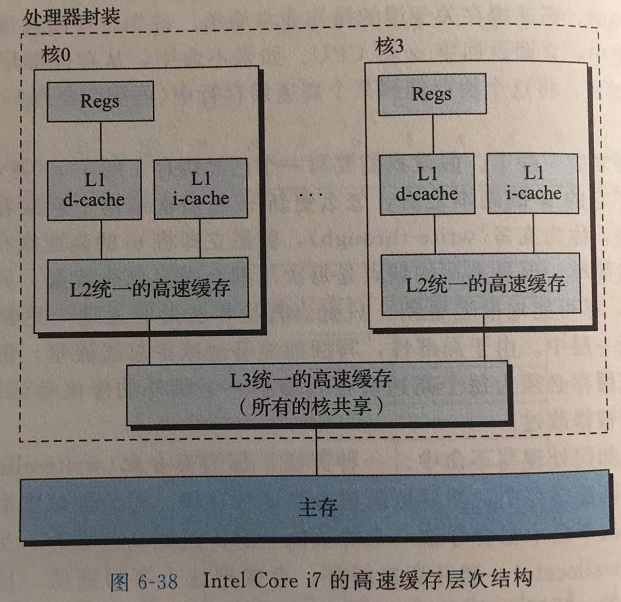 处理器封装
核0
核3
Regs
Regs
L1
d-cache
L1
i-cache
. . . .
L1
d-cache
L1
i-cache
L2统一的高速缓存
L2统一的高速缓存
L3统一的高速缓存
（所有的核共享）
主存
图 6-38 Intel Core i7 的高速缓存层次结构